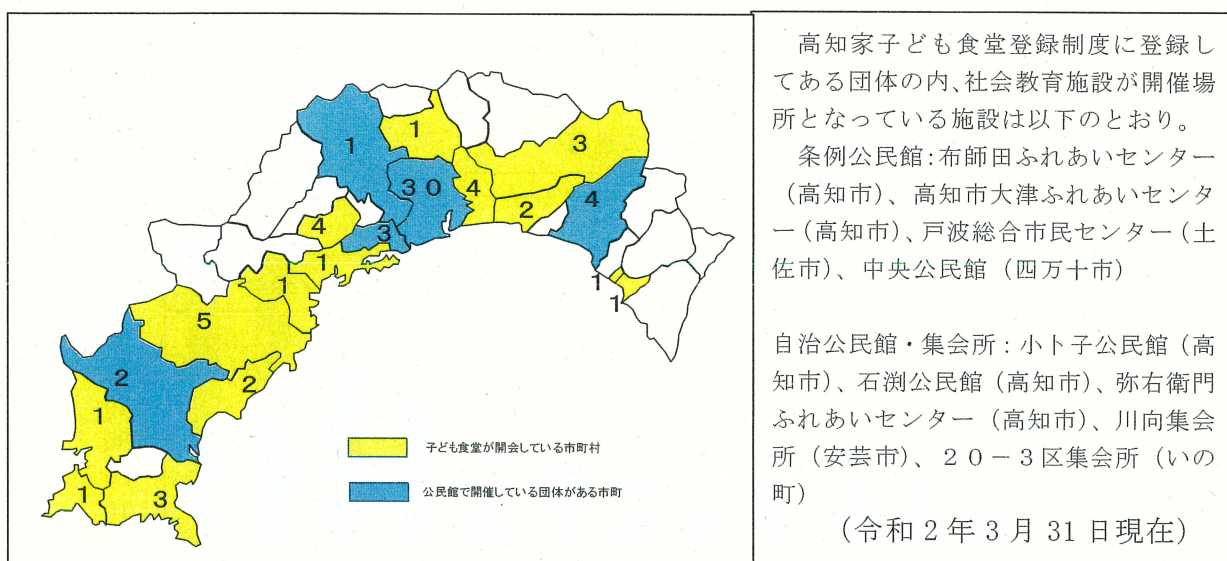 1
1
3
30
4
4
2
4
3
1
1
1
1
5
2
2
1
1
3
子ども食堂が開会している市町村
公民館で開催している団体がある市町
高知家子ども食堂登録制度に登録し
てある団体の内、社会教育施設が開催場
所となっている施設は以下のとおり。
条例公民館：布師田ふれあいセンター
（高知市）、高知市大津ふれあいセンタ
ー（高知市）、戸波総合市民センター（土
佐市）、中央公民館（四万十市）
自治公民館・集会所：小ト子公民館（高
知市）、石渕公民館（高知市）、弥右衛門
ふれあいセンター（高知市）、川向集会
所（安芸市）、２０－３区集会所（いの
町）
（令和２年３月 31 日現在）